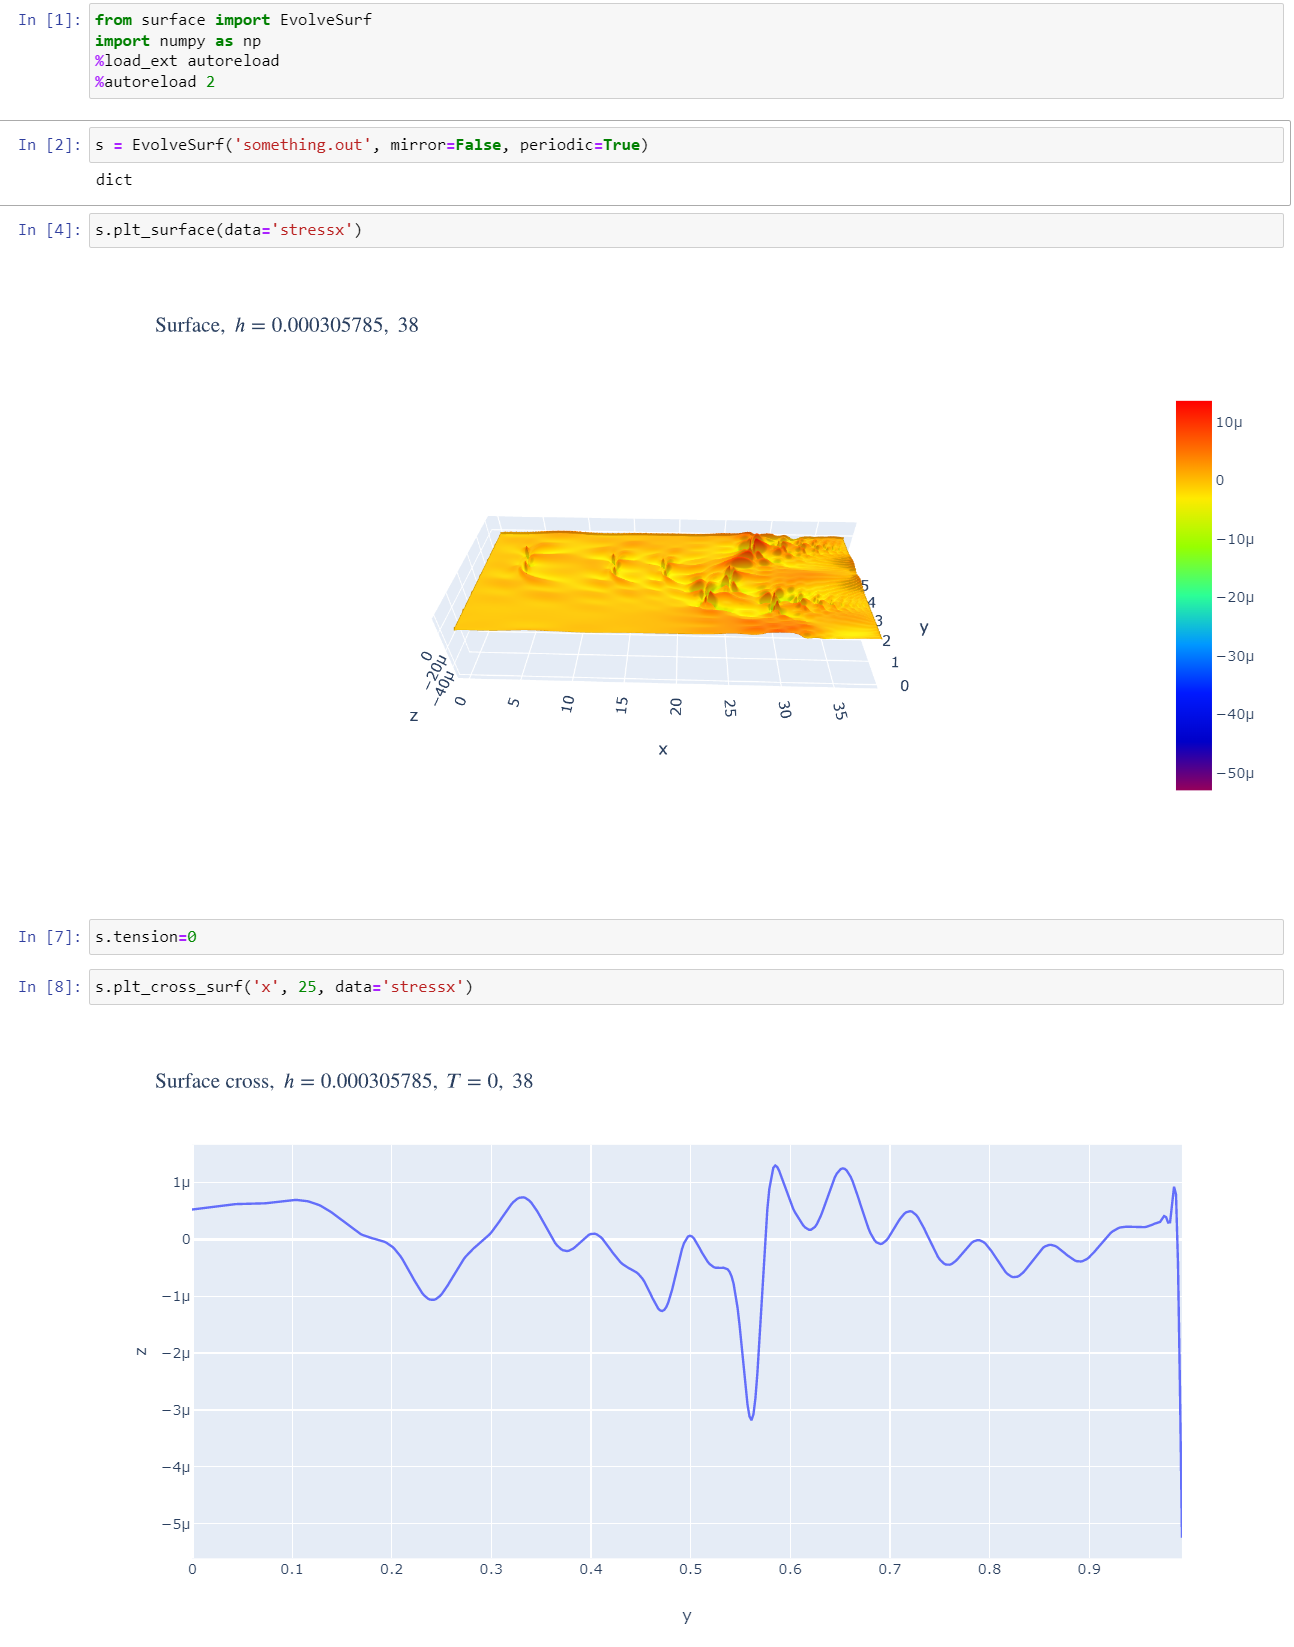 In [1]: from surface import EvolveSurf
import numpy as np
%load_ext autoreload
%autoreload 2
In [2]: s = EvolveSurf('something.out', mirror=False, periodic=True)
dict
In [4]: s.plt_surface(data='stressx')
Surface, h = 0.000305785, 38
10μ
0
−10μ
−20μ
−30μ
−40μ
−50μ
5
4
3
2
1
0
y
0
−20μ
−40μ
z
0
5
10
15
20
25
30
35
x
In [7]: s.tension=0
In [8]: s.plt_cross_surf('x', 25, data='stressx')
Surface cross, h = 0.000305785, T = 0, 38
1μ
0
−1μ
−2μ
z
−3μ
−4μ
−5μ
0 0.1 0.2 0.3 0.4 0.5 0.6 0.7 0.8 0.9
y